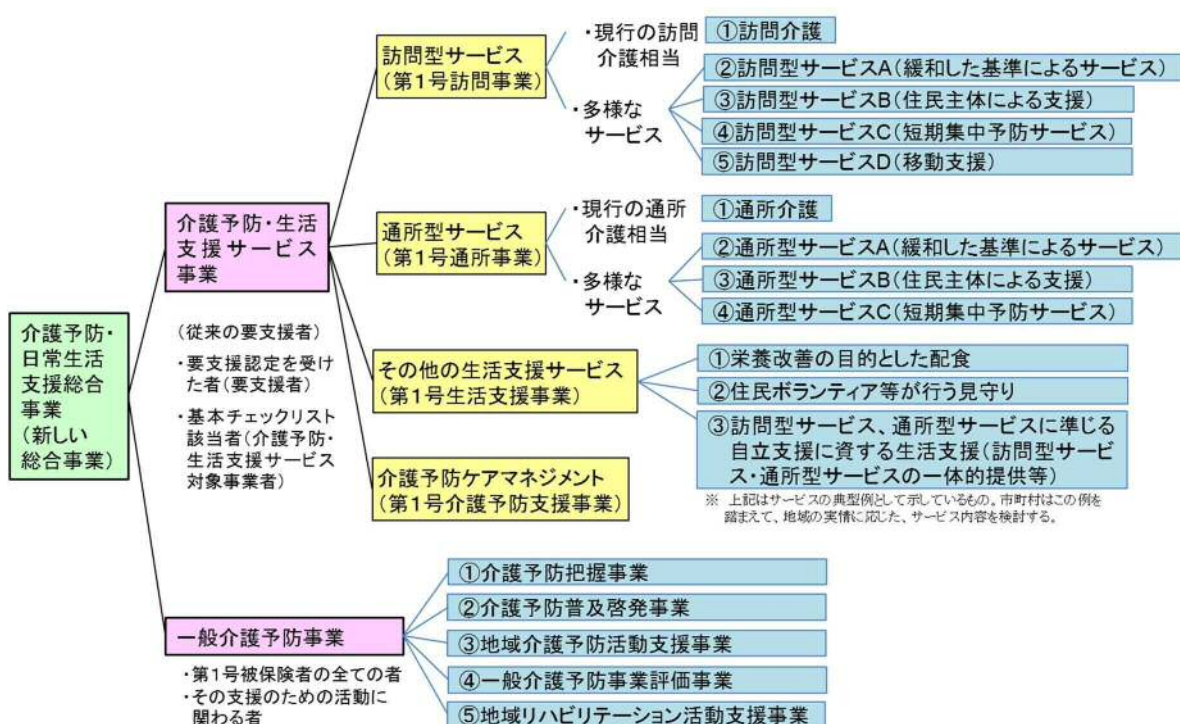 介護予防・
日常生活
支援総合
事業
(新しい
総合事業)
介護予防・生活
支援サービス
事業
(従来の要支援者)
・要支援認定を受け
た者(要支援者)
・基本チェックリスト
該当者(介護予防・
生活支援サービス
対象事業者)
訪問型サービス
(第1号訪問事業)
・現行の訪問
介護相当
①訪問介護
・多様な
サービス
②訪問型サービスA(緩和した基準によるサービス)
③訪問型サービスB(住民主体による支援)
④訪問型サービスC(短期集中予防サービス)
⑤訪問型サービスD(移動支援)
通所型サービス
(第1号通所事業)
・現行の通所
介護相当
①通所介護
・多様な
サービス
②通所型サービスA(緩和した基準によるサービス)
③通所型サービスB(住民主体による支援)
④通所型サービスC(短期集中予防サービス)
その他の生活支援サービス
(第1号生活支援事業)
①栄養改善の目的とした配食
②住民ボランティア等が行う見守り
③訪問型サービス、通所型サービスに準じる
自立支援に資する生活支援(訪問型サービ
ス・通所型サービスの一体的提供等)
※ 上記はサービスの典型例として示しているもの。市町村はこの例を
踏まえて、地域の実情に応じた、サービス内容を検討する。
介護予防ケアマネジメント
(第1号介護予防支援事業)
一般介護予防事業
・第1号被保険者の全ての者
・その支援のための活動に
関わる者
①介護予防把握事業
②介護予防普及啓発事業
③地域介護予防活動支援事業
④一般介護予防事業評価事業
⑤地域リハビリテーション活動支援事業